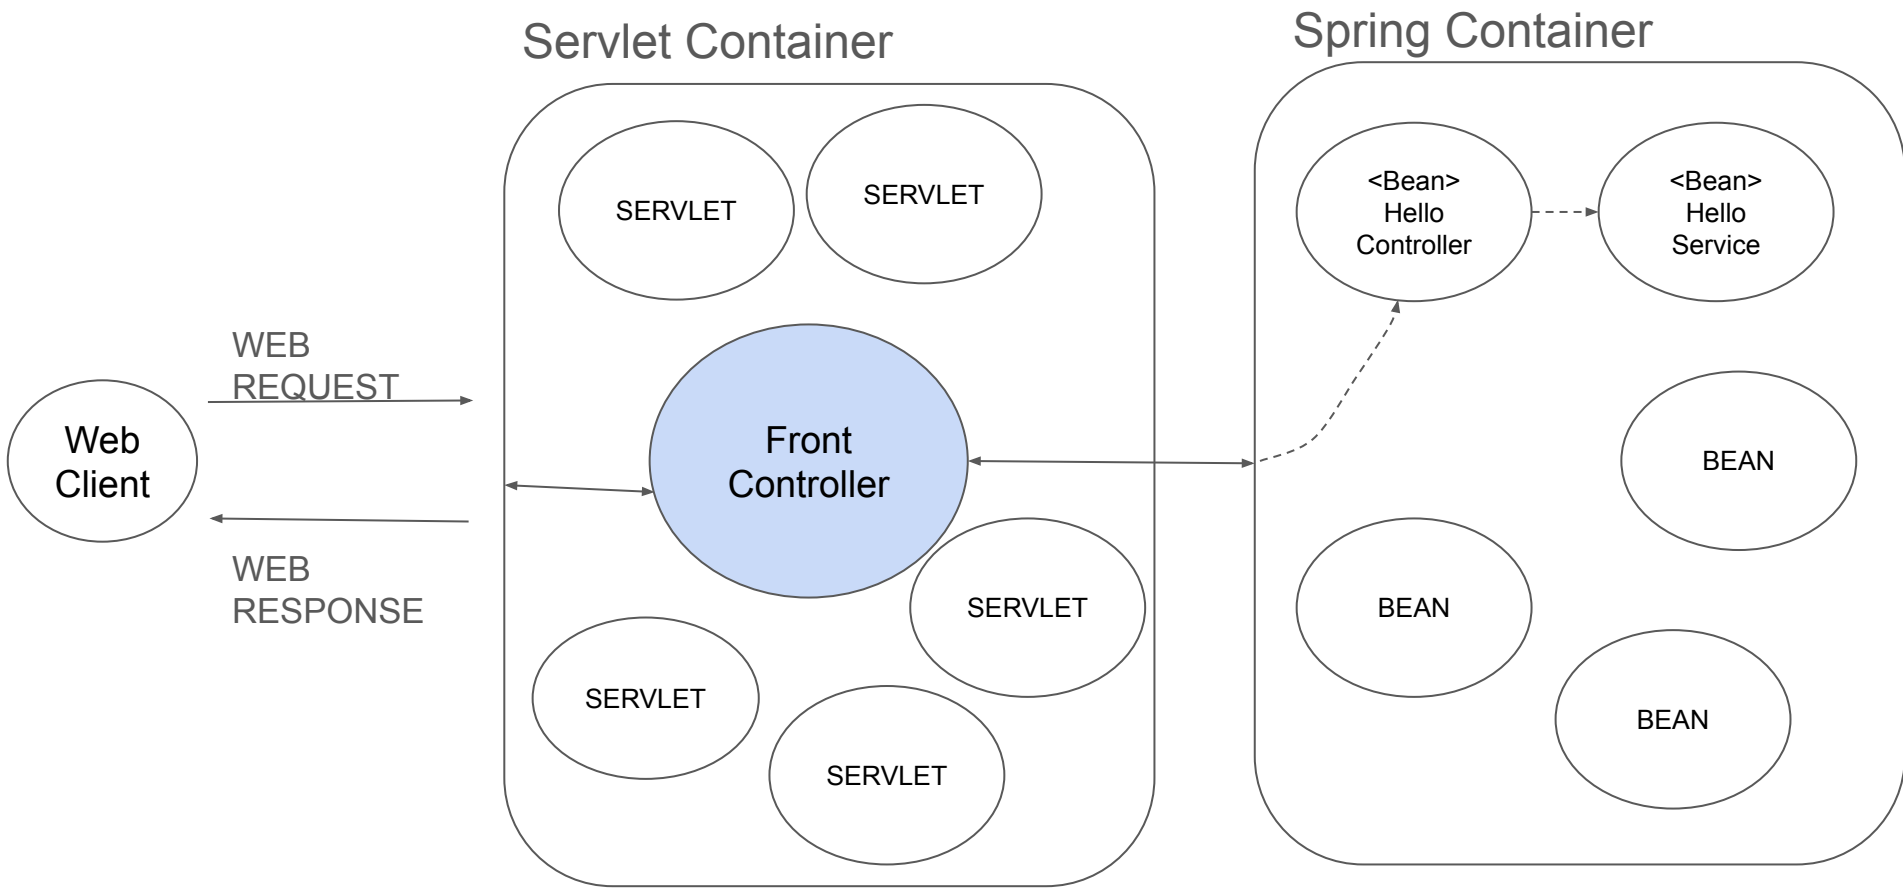 Servlet Container
Spring Container
SERVLET
SERVLET
<Bean>
Hello
Controller
<Bean>
Hello
Service
WEB
REQUEST
Web
Client
Front
Controller
BEAN
WEB
RESPONSE
SERVLET
BEAN
SERVLET
SERVLET
BEAN